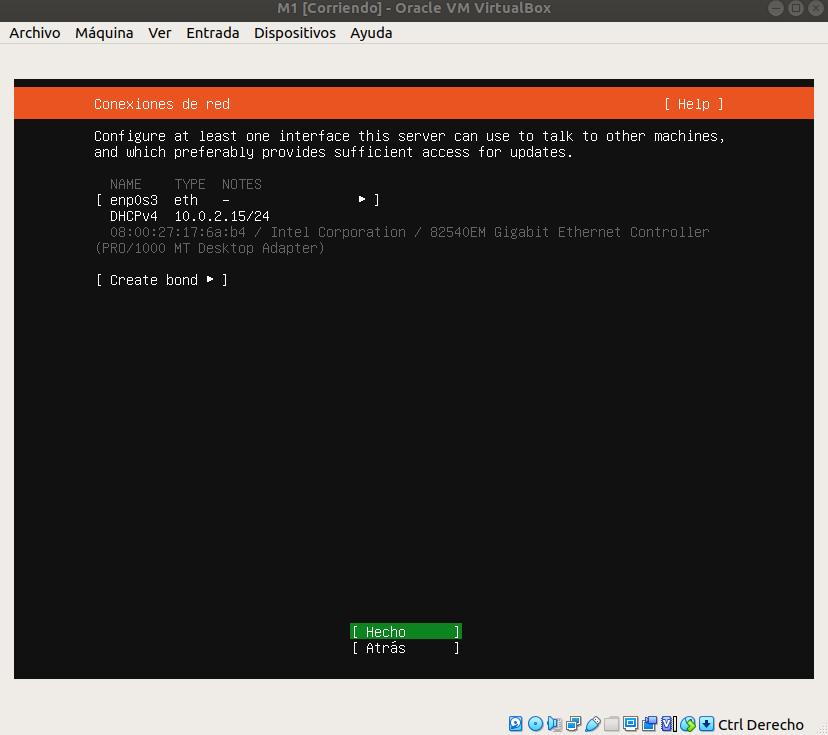 M1 [Corriendo] - Oracle VM VirtualBox
Archivo Máquina Ver Entrada Dispositivos Ayuda
Conexiones de red [ Help ]
Configure at least one interface this server can use to talk to other machines,
and which preferably provides sufficient access for updates.
NAME TYPE NOTES
[ enp0s3 eth - ▸ ]
DHCPv4 10.0.2.15/24
08:00:27:17:6a:b4 / Intel Corporation / 82540EM Gigabit Ethernet Controller
(PRO/1000 MT Desktop Adapter)
[ Create bond ▸ ]
[ Hecho ]
[ Atrás ]
Ctrl Derecho